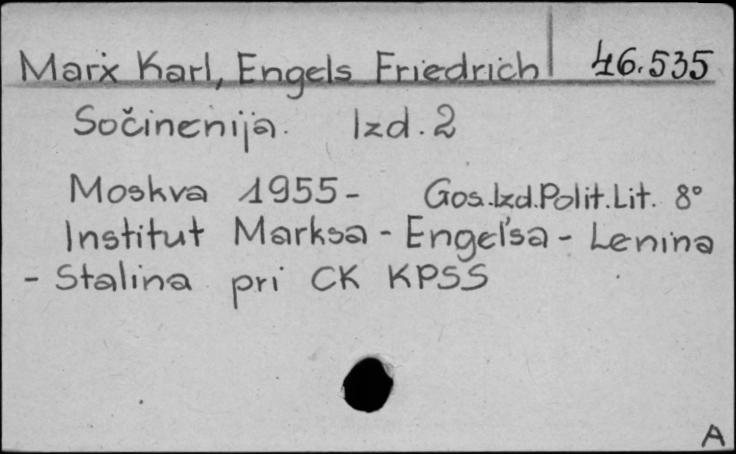 Marx Karl, Engels Friedrich 46.535
Sočinenija. Izd. 2
Moskva 1955- Gos.Izd.Polit.Lit. 8°
Institut Marksa - Engel'sa - Lenina
- Stalina pri CK KPSS
A